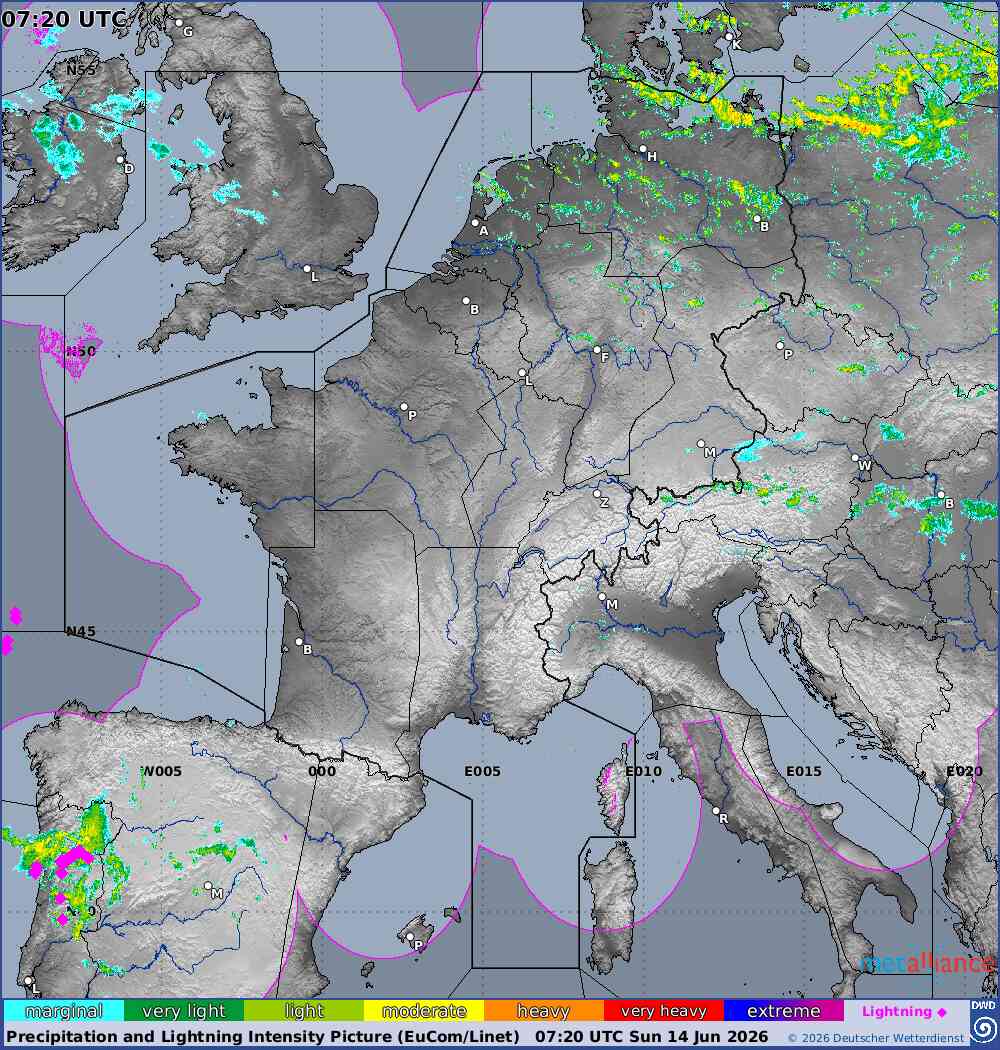 07:20 UTC
G
K
N55
D
H
A
B
L
B
N50
F
P
L
P
M
W
Z
B
M
N45
B
W005
000
E005
E010
E015
E020
R
M
P
metalliance
L
marginal very light light moderate heavy very heavy extreme Lightning ◆
DWD
Precipitation and Lightning Intensity Picture (EuCom/Linet) 07:20 UTC Sun 14 Jun 2026 © 2026 Deutscher Wetterdienst